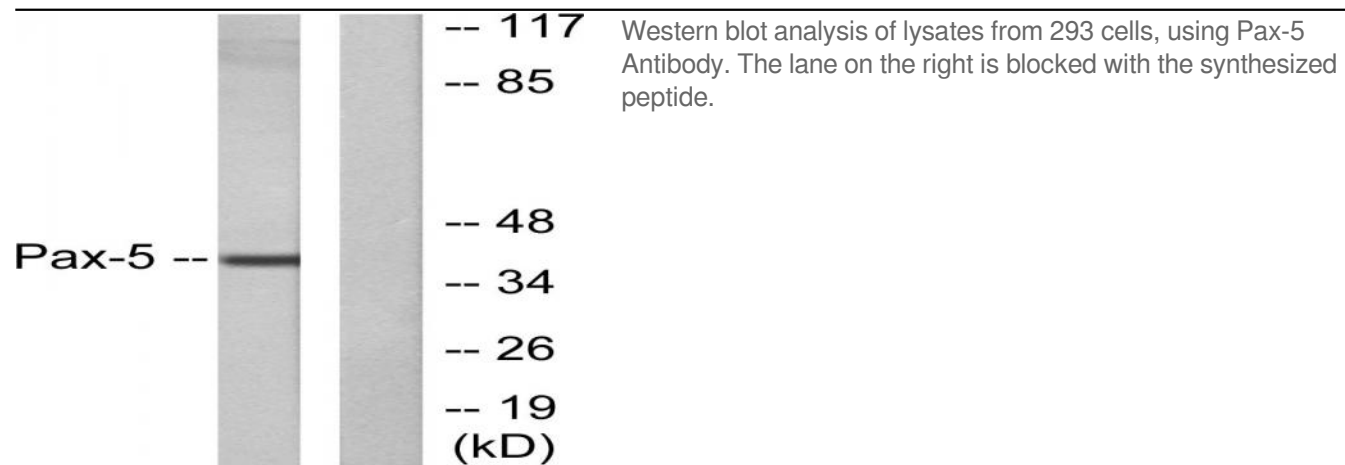 -- 117
-- 85
-- 48
Pax-5 --
-- 34
-- 26
-- 19
(kD)
Western blot analysis of lysates from 293 cells, using Pax-5
Antibody. The lane on the right is blocked with the synthesized
peptide.